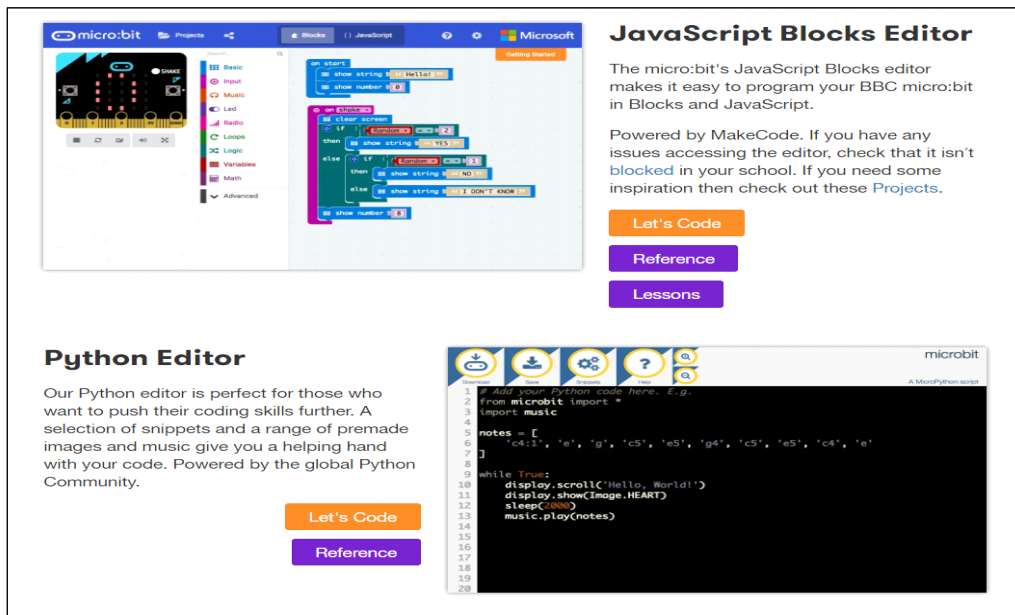 micro:bit
Projects
Blocks
{} JavaScript
Microsoft
Getting Started
SHAKE
Search...
Basic
Input
Music
Led
Radio
Loops
Logic
Variables
Math
Advanced
on start
show string "Hello!"
show number 0
on shake
clear screen
if Random = 2
then show string "YES"
else if Random = 1
then show string "NO"
else show string "I DON'T KNOW"
show number 8
JavaScript Blocks Editor
The micro:bit's JavaScript Blocks editor
makes it easy to program your BBC micro:bit
in Blocks and JavaScript.
Powered by MakeCode. If you have any
issues accessing the editor, check that it isn't
blocked in your school. If you need some
inspiration then check out these Projects.
Let's Code
Reference
Lessons
Python Editor
Our Python editor is perfect for those who
want to push their coding skills further. A
selection of snippets and a range of premade
images and music give you a helping hand
with your code. Powered by the global Python
Community.
Let's Code
Reference
Download
Save
Snippets
Help
microbit
A MicroPython script
1 # Add your Python code here. E.g.
2 from microbit import *
3 import music
4
5 notes = [
6 'c4:1', 'e', 'g', 'c5', 'e5', 'g4', 'c5', 'e5', 'c4', 'e'
7 ]
8
9 while True:
10 display.scroll('Hello, World!')
11 display.show(Image.HEART)
12 sleep(2000)
13 music.play(notes)
14
15
16
17
18
19
20